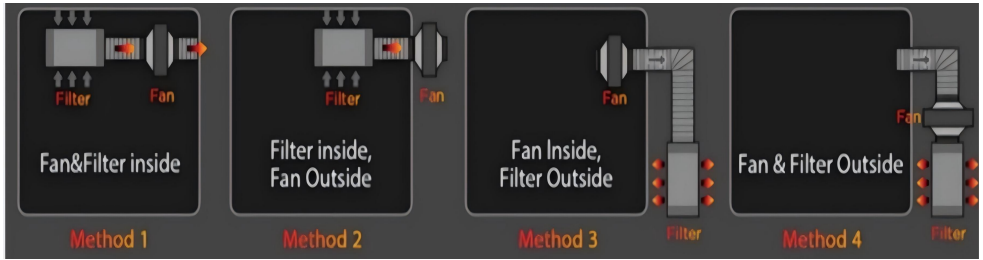 Filter
Fan
Fan&Filter inside
Method 1
Filter
Fan
Filter inside,
Fan Outside
Method 2
Fan
Fan Inside,
Filter Outside
Method 3
Filter
Fan
Fan & Filter Outside
Method 4
Filter